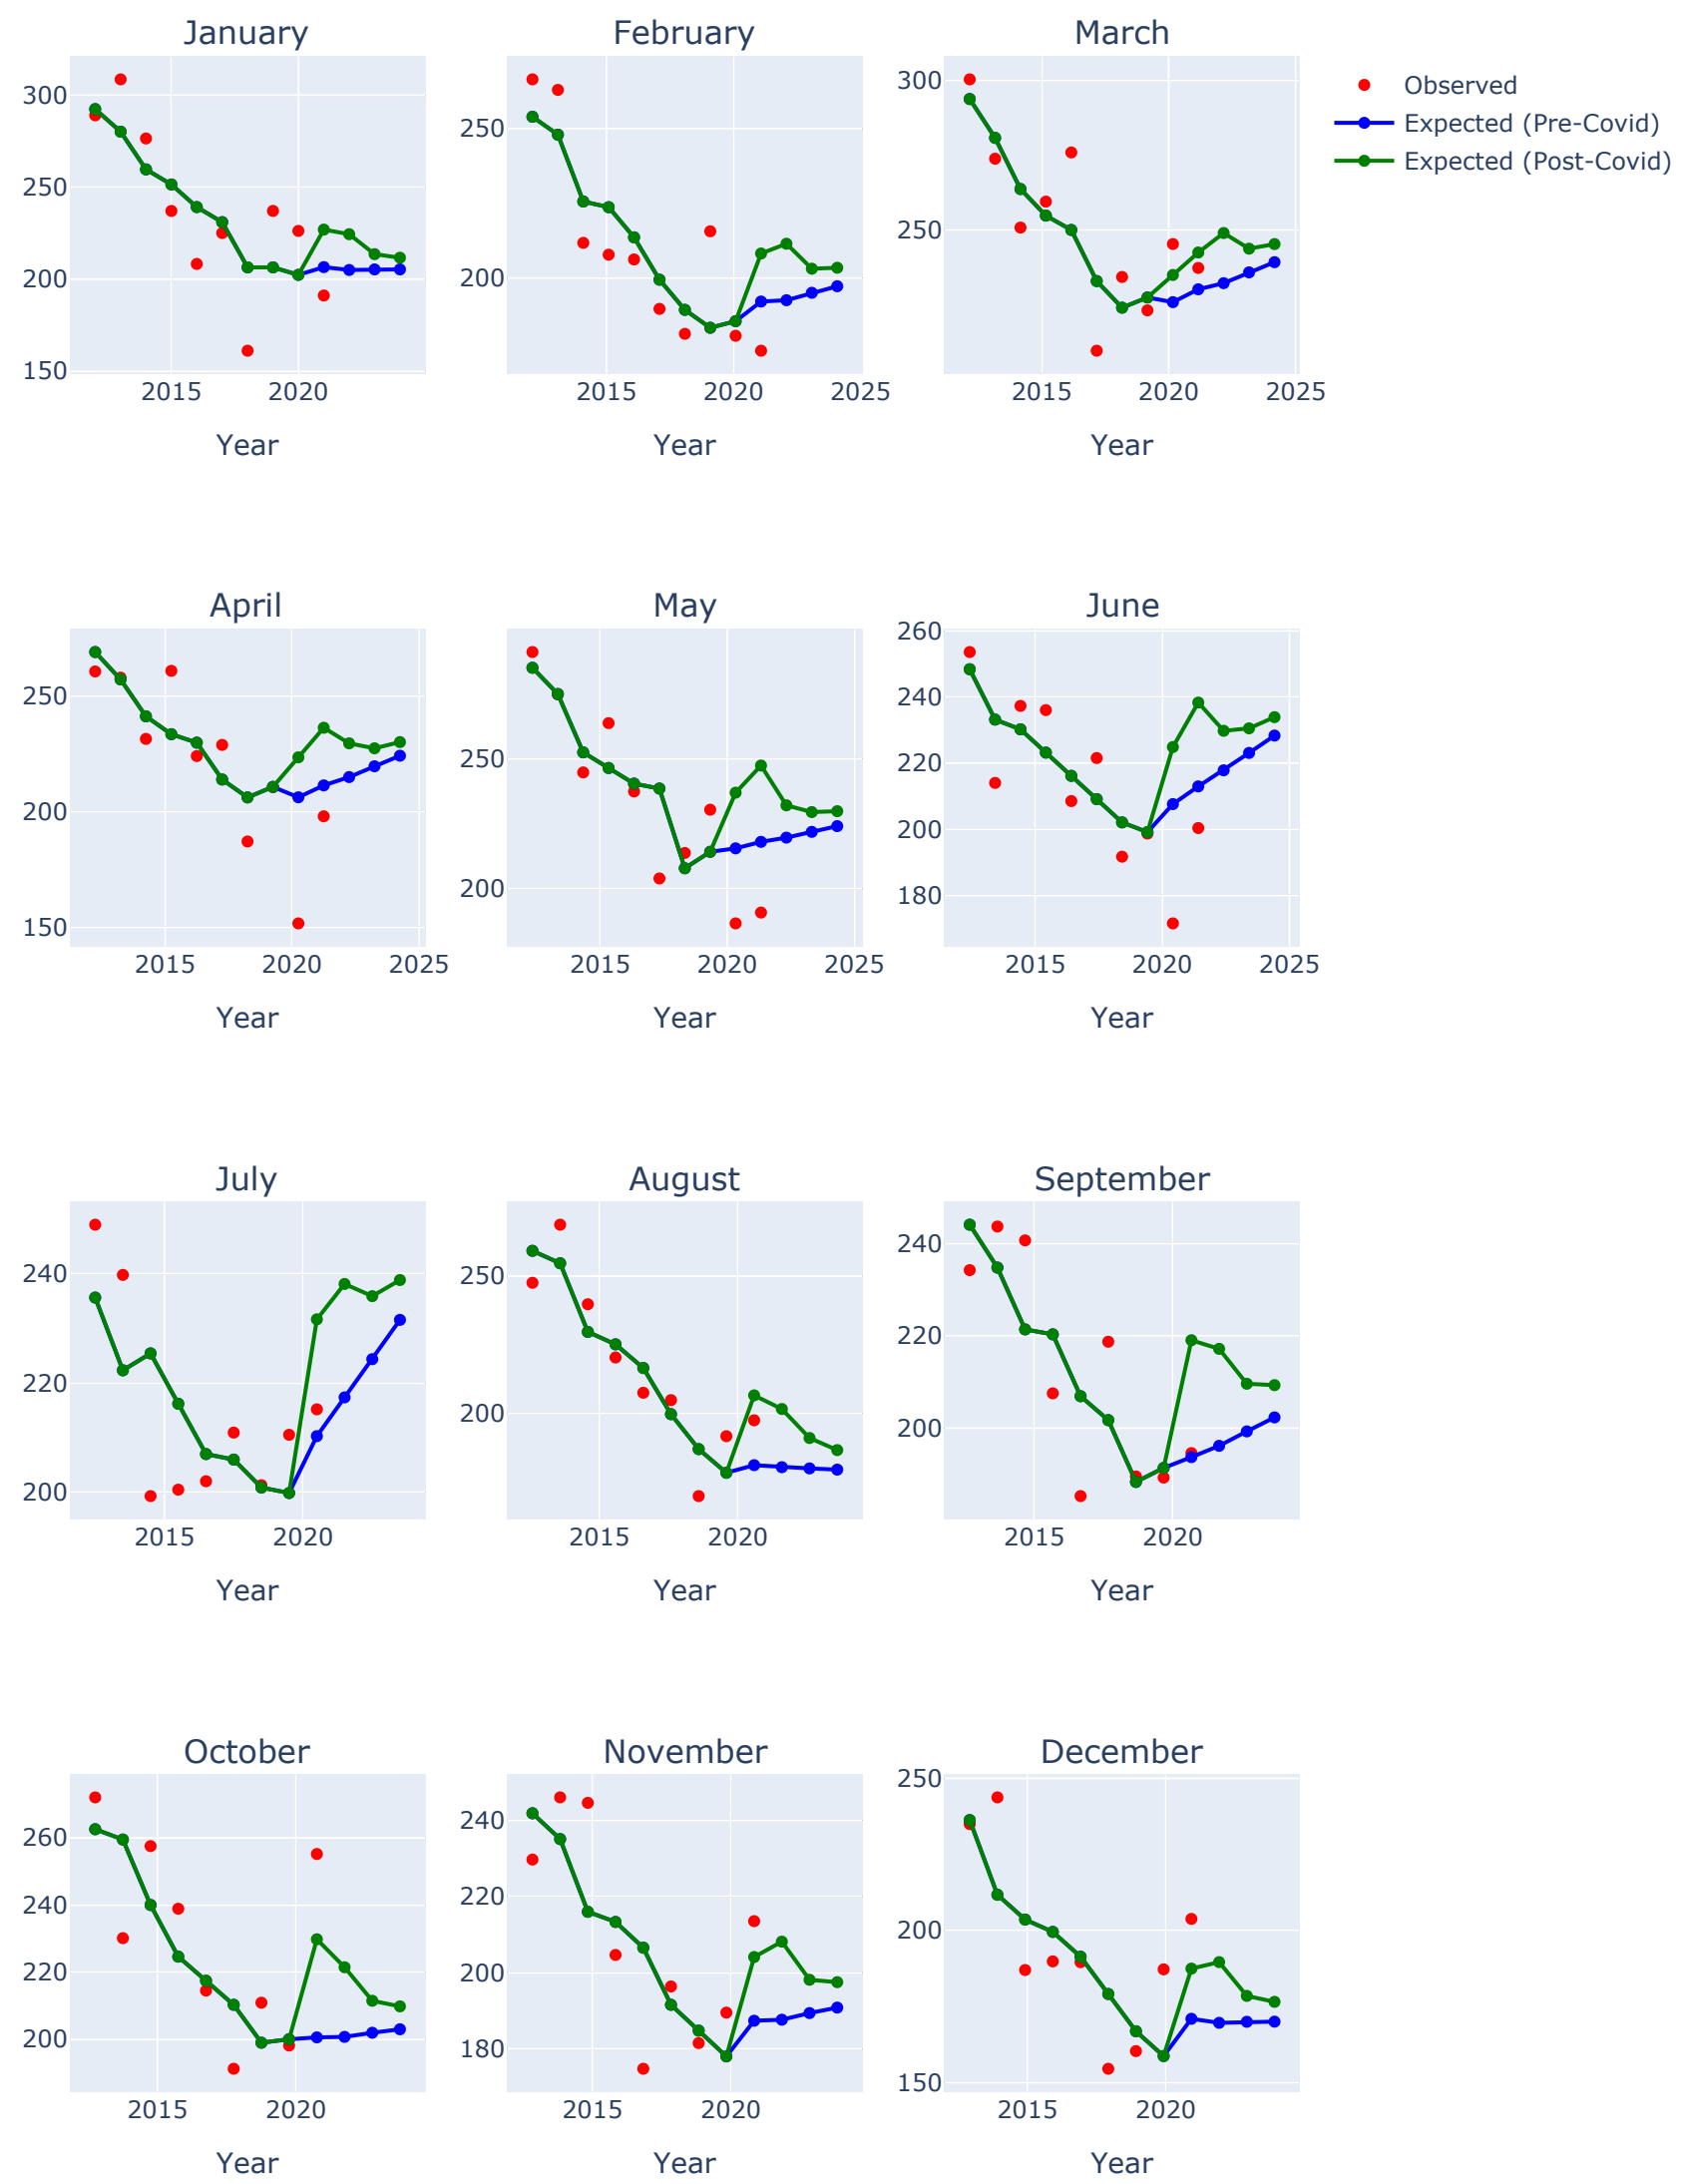 January
February
March
300
250
200
150
2015
2020
Year
250
200
2015
2020
2025
Year
300
250
2015
2020
2025
Year
Observed
Expected (Pre-Covid)
Expected (Post-Covid)
April
May
June
250
200
150
2015
2020
2025
Year
250
200
2015
2020
2025
Year
260
240
220
200
180
2015
2020
2025
Year
July
August
September
240
220
200
2015
2020
Year
250
200
2015
2020
Year
240
220
200
2015
2020
Year
October
November
December
260
240
220
200
2015
2020
Year
240
220
200
180
2015
2020
Year
250
200
150
2015
2020
Year